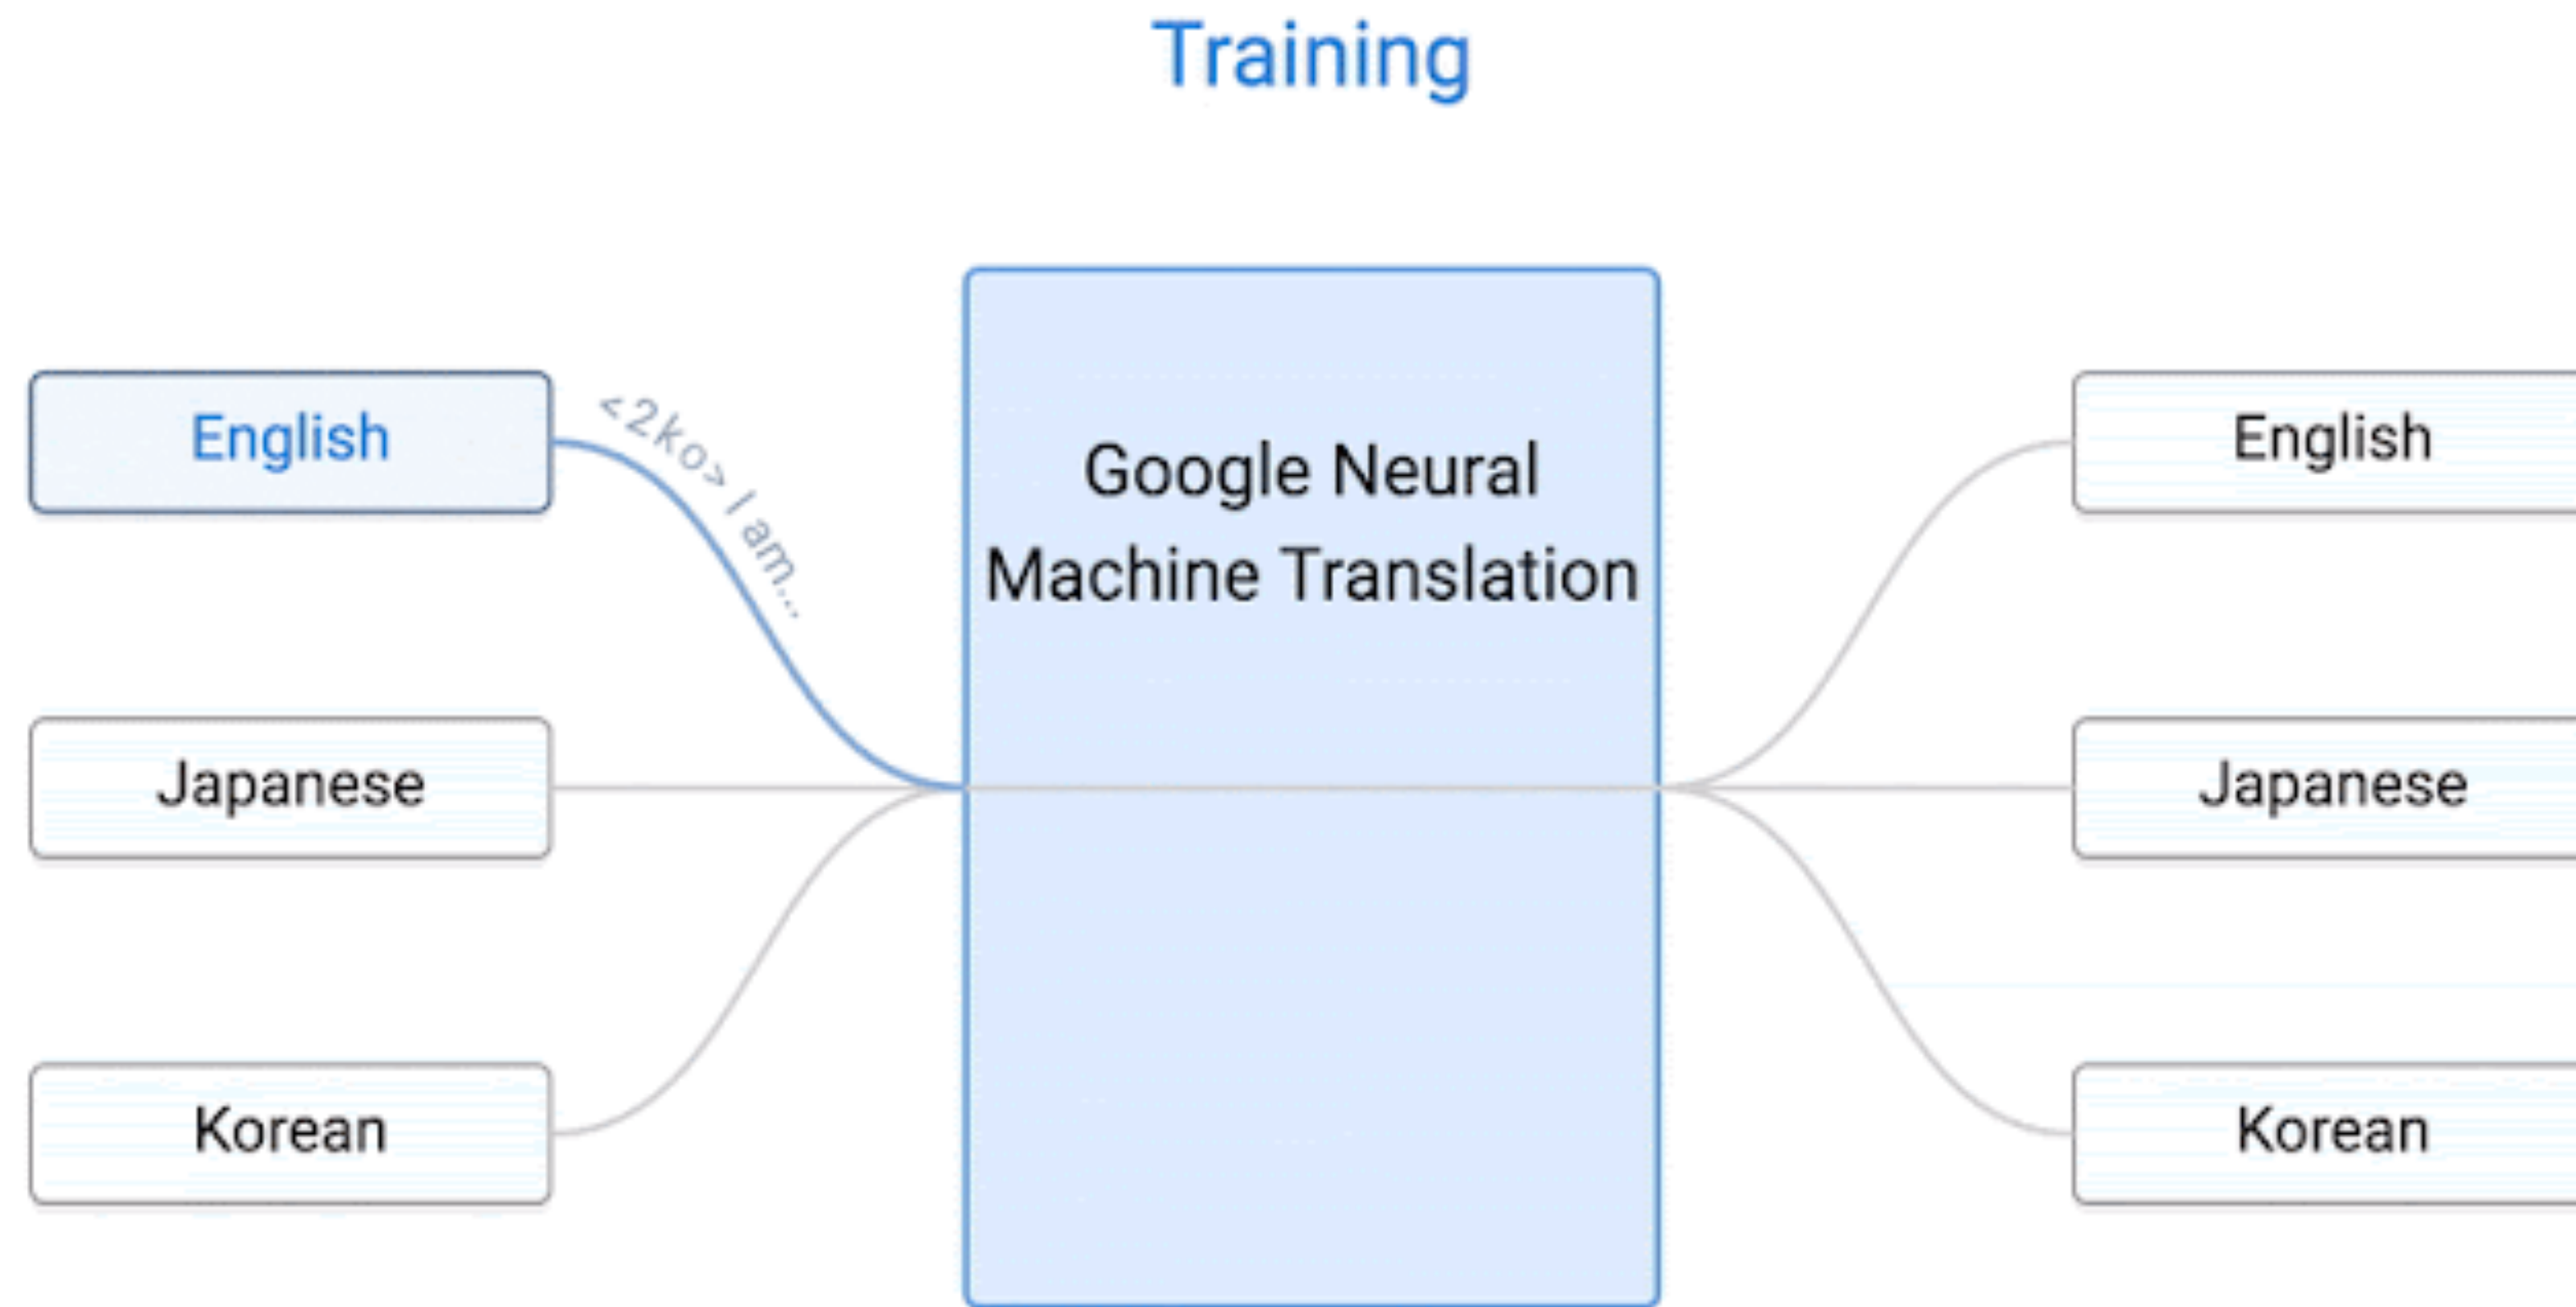 Training
English
<2ko> I am...
Japanese
Korean
Google Neural
Machine Translation
English
Japanese
Korean